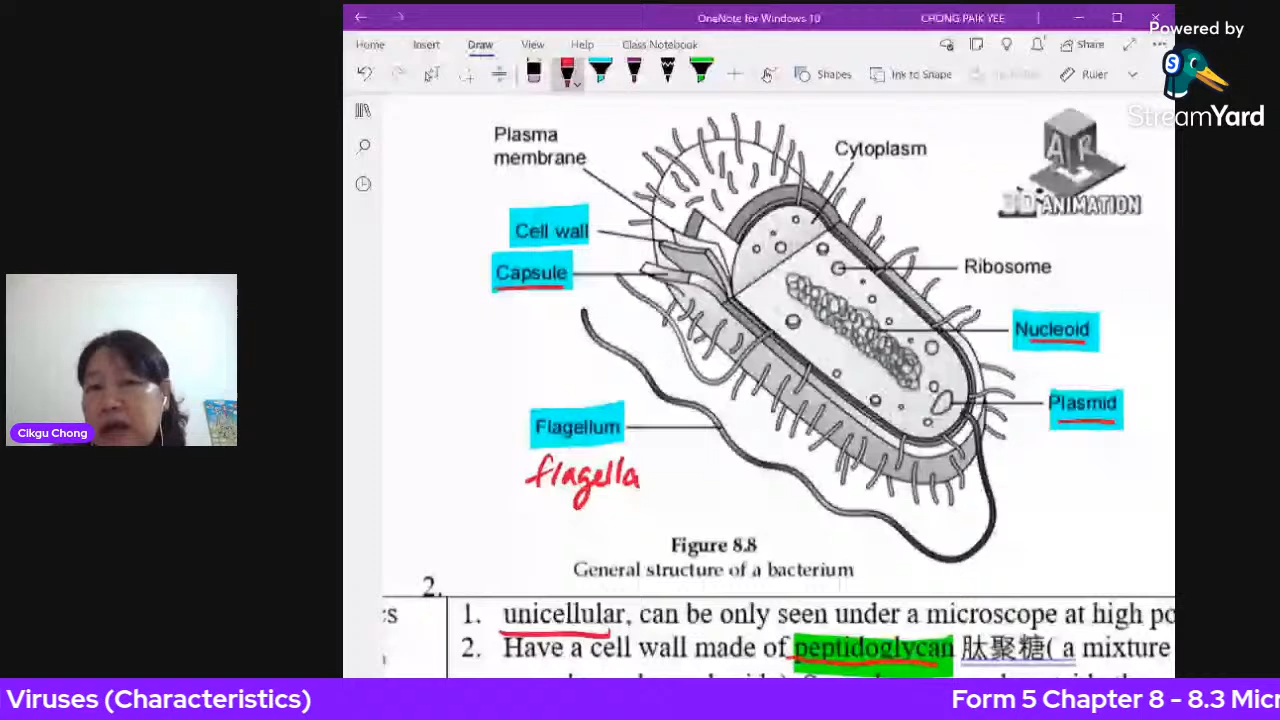 OneNote for Windows 10
CHONG PAIK YEE
Powered by
StreamYard
Home Insert Draw View Help Class Notebook Share
Shapes Ink to Shape Ruler
Plasma
membrane
Cytoplasm
AR
3D ANIMATION
Cell wall
Capsule
Ribosome
Nucleoid
Plasmid
Flagellum
flagella
Cikgu Chong
Figure 8.8
General structure of a bacterium
2.
1. unicellular, can be only seen under a microscope at high po
2. Have a cell wall made of peptidoglycan 肽聚糖( a mixture
Viruses (Characteristics)
Form 5 Chapter 8 - 8.3 Micr